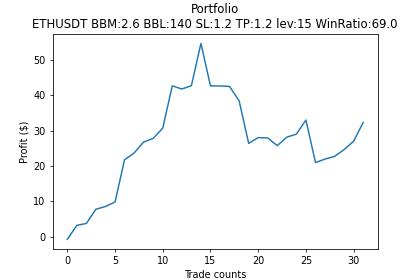 Portfolio
ETHUSDT BBM:2.6 BBL:140 SL:1.2 TP:1.2 lev:15 WinRatio:69.0
50
40
30
20
10
0
Profit ($)
0 5 10 15 20 25 30
Trade counts